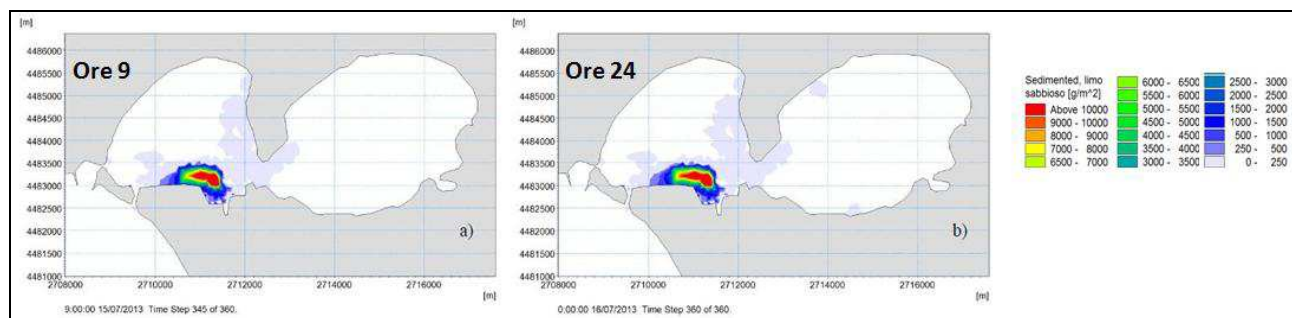 [m]
4486000
4485500
4485000
4484500
4484000
4483500
4483000
4482500
4482000
4481500
4481000
Ore 9
a)
2708000 2710000 2712000 2714000 2716000
[m]
9:00:00 15/07/2013 Time Step 345 of 360.
[m]
4486000
4485500
4485000
4484500
4484000
4483500
4483000
4482500
4482000
4481500
4481000
Ore 24
b)
2708000 2710000 2712000 2714000 2716000
[m]
0:00:00 16/07/2013 Time Step 360 of 360.
Sedimented, limo
sabbioso [g/m^2]
Above 10000
9000 - 10000
8000 - 9000
7000 - 8000
6500 - 7000
6000 - 6500
5500 - 6000
5000 - 5500
4500 - 5000
4000 - 4500
3500 - 4000
3000 - 3500
2500 - 3000
2000 - 2500
1500 - 2000
1000 - 1500
500 - 1000
250 - 500
0 - 250